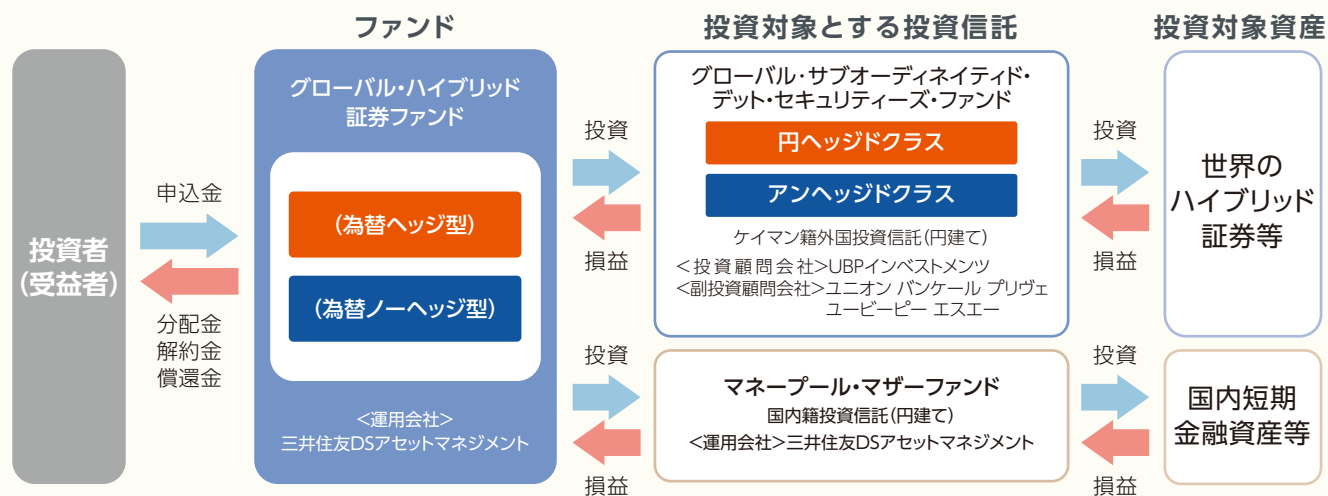 ファンド
投資対象とする投資信託
投資対象資産
投資者
(受益者)
申込金
分配金
解約金
償還金
グローバル・ハイブリッド
証券ファンド
(為替ヘッジ型)
(為替ノーヘッジ型)
<運用会社>
三井住友DSアセットマネジメント
投資
損益
グローバル・サブオーディネイティド・
デット・セキュリティーズ・ファンド
円ヘッジドクラス
アンヘッジドクラス
ケイマン籍外国投資信託(円建て)
<投資顧問会社>UBPインベストメンツ
<副投資顧問会社>ユニオン バンケール プリヴェ
ユービーピー エスエー
投資
損益
世界の
ハイブリッド
証券等
投資
損益
マネープール・マザーファンド
国内籍投資信託(円建て)
<運用会社>三井住友DSアセットマネジメント
投資
損益
国内短期
金融資産等